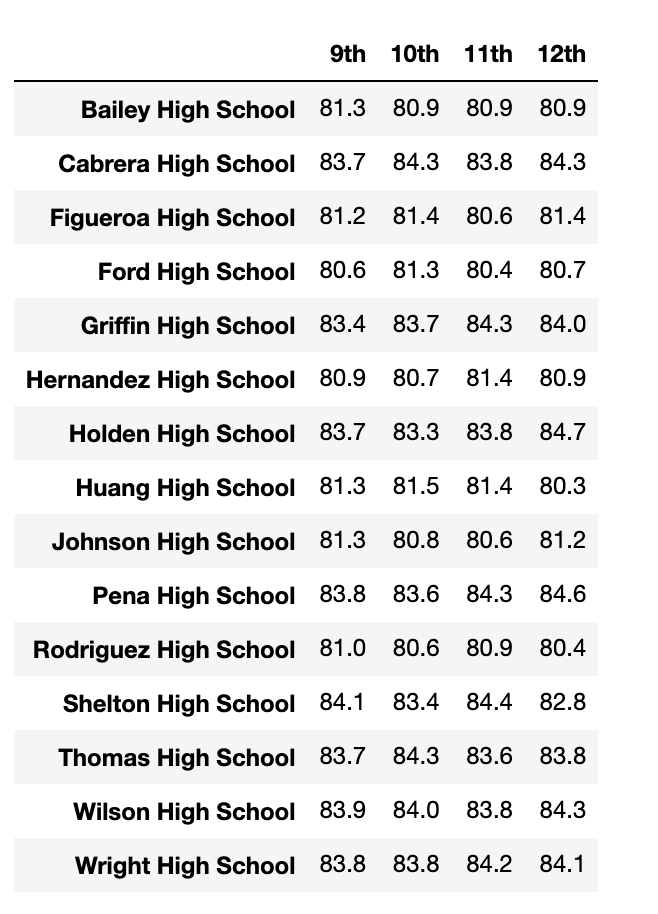 9th 10th 11th 12th
Bailey High School 81.3 80.9 80.9 80.9
Cabrera High School 83.7 84.3 83.8 84.3
Figueroa High School 81.2 81.4 80.6 81.4
Ford High School 80.6 81.3 80.4 80.7
Griffin High School 83.4 83.7 84.3 84.0
Hernandez High School 80.9 80.7 81.4 80.9
Holden High School 83.7 83.3 83.8 84.7
Huang High School 81.3 81.5 81.4 80.3
Johnson High School 81.3 80.8 80.6 81.2
Pena High School 83.8 83.6 84.3 84.6
Rodriguez High School 81.0 80.6 80.9 80.4
Shelton High School 84.1 83.4 84.4 82.8
Thomas High School 83.7 84.3 83.6 83.8
Wilson High School 83.9 84.0 83.8 84.3
Wright High School 83.8 83.8 84.2 84.1